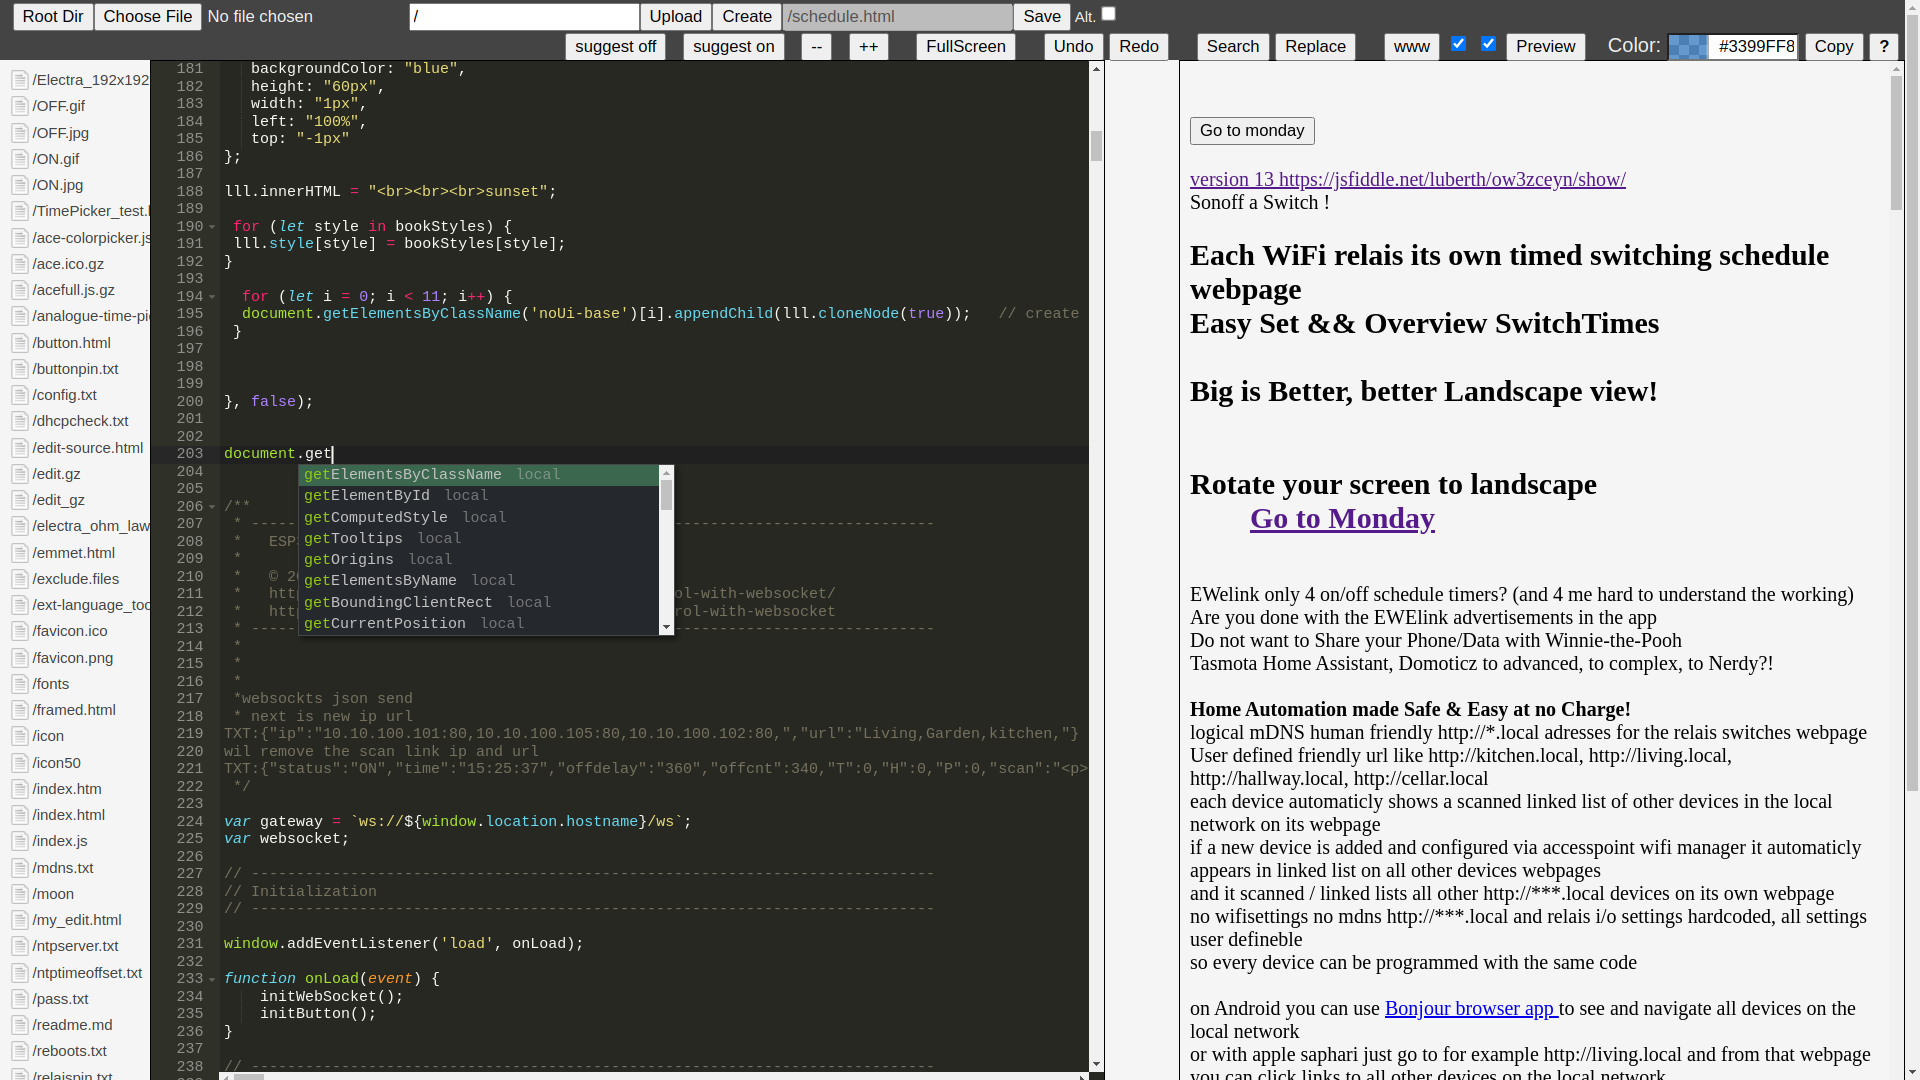 Root Dir Choose File No file chosen / Upload Create /schedule.html Save Alt.
suggest off suggest on -- ++ FullScreen Undo Redo Search Replace www Preview Color: #3399FF8 Copy ?
/Electra_192x192
/OFF.gif
/OFF.jpg
/ON.gif
/ON.jpg
/TimePicker_test.
/ace-colorpicker.js
/ace.ico.gz
/acefull.js.gz
/analogue-time-pi
/button.html
/buttonpin.txt
/config.txt
/dhcpcheck.txt
/edit-source.html
/edit.gz
/edit_gz
/electra_ohm_law
/emmet.html
/exclude.files
/ext-language_too
/favicon.ico
/favicon.png
/fonts
/framed.html
/icon
/icon50
/index.htm
/index.html
/index.js
/mdns.txt
/moon
/my_edit.html
/ntpserver.txt
/ntptimeoffset.txt
/pass.txt
/readme.md
/reboots.txt
/relaispin.txt
181 backgroundColor: "blue",
182 height: "60px",
183 width: "1px",
184 left: "100%",
185 top: "-1px"
186 };
187
188 lll.innerHTML = "<br><br><br>sunset";
189
190 for (let style in bookStyles) {
191 lll.style[style] = bookStyles[style];
192 }
193
194 for (let i = 0; i < 11; i++) {
195 document.getElementsByClassName('noUi-base')[i].appendChild(lll.cloneNode(true)); // create
196 }
197
198
199
200 }, false);
201
202
203 document.get
getElementsByClassName local
getElementById local
getComputedStyle local
getTooltips local
getOrigins local
getElementsByName local
getBoundingClientRect local
getCurrentPosition local
204
205
206 /**
207 * ----- -----------------------------
208 * ESP
209 *
210 * © 2
211 * htt ol-with-websocket/
212 * htt rol-with-websocket
213 * ----- -----------------------------
214 *
215 *
216 *
217 *websockts json send
218 * next is new ip url
219 TXT:{"ip":"10.10.100.101:80,10.10.100.105:80,10.10.100.102:80,","url":"Living,Garden,kitchen,"}
220 wil remove the scan link ip and url
221 TXT:{"status":"ON","time":"15:25:37","offdelay":"360","offcnt":340,"T":0,"H":0,"P":0,"scan":"<p>
222 */
223
224 var gateway = `ws://${window.location.hostname}/ws`;
225 var websocket;
226
227 // ----------------------------------------------------------------------------
228 // Initialization
229 // ----------------------------------------------------------------------------
230
231 window.addEventListener('load', onLoad);
232
233 function onLoad(event) {
234 initWebSocket();
235 initButton();
236 }
237
238 // ----------------------------------------------------------------------------
Go to monday
version 13 https://jsfiddle.net/luberth/ow3zceyn/show/
Sonoff a Switch !
Each WiFi relais its own timed switching schedule
webpage
Easy Set && Overview SwitchTimes
Big is Better, better Landscape view!
Rotate your screen to landscape
Go to Monday
EWelink only 4 on/off schedule timers? (and 4 me hard to understand the working)
Are you done with the EWElink advertisements in the app
Do not want to Share your Phone/Data with Winnie-the-Pooh
Tasmota Home Assistant, Domoticz to advanced, to complex, to Nerdy?!
Home Automation made Safe & Easy at no Charge!
logical mDNS human friendly http://*.local adresses for the relais switches webpage
User defined friendly url like http://kitchen.local, http://living.local,
http://hallway.local, http://cellar.local
each device automaticly shows a scanned linked list of other devices in the local
network on its webpage
if a new device is added and configured via accesspoint wifi manager it automaticly
appears in linked list on all other devices webpages
and it scanned / linked lists all other http://***.local devices on its own webpage
no wifisettings no mdns http://***.local and relais i/o settings hardcoded, all settings
user defineble
so every device can be programmed with the same code
on Android you can use Bonjour browser app to see and navigate all devices on the
local network
or with apple saphari just go to for example http://living.local and from that webpage
you can click links to all other devices on the local network